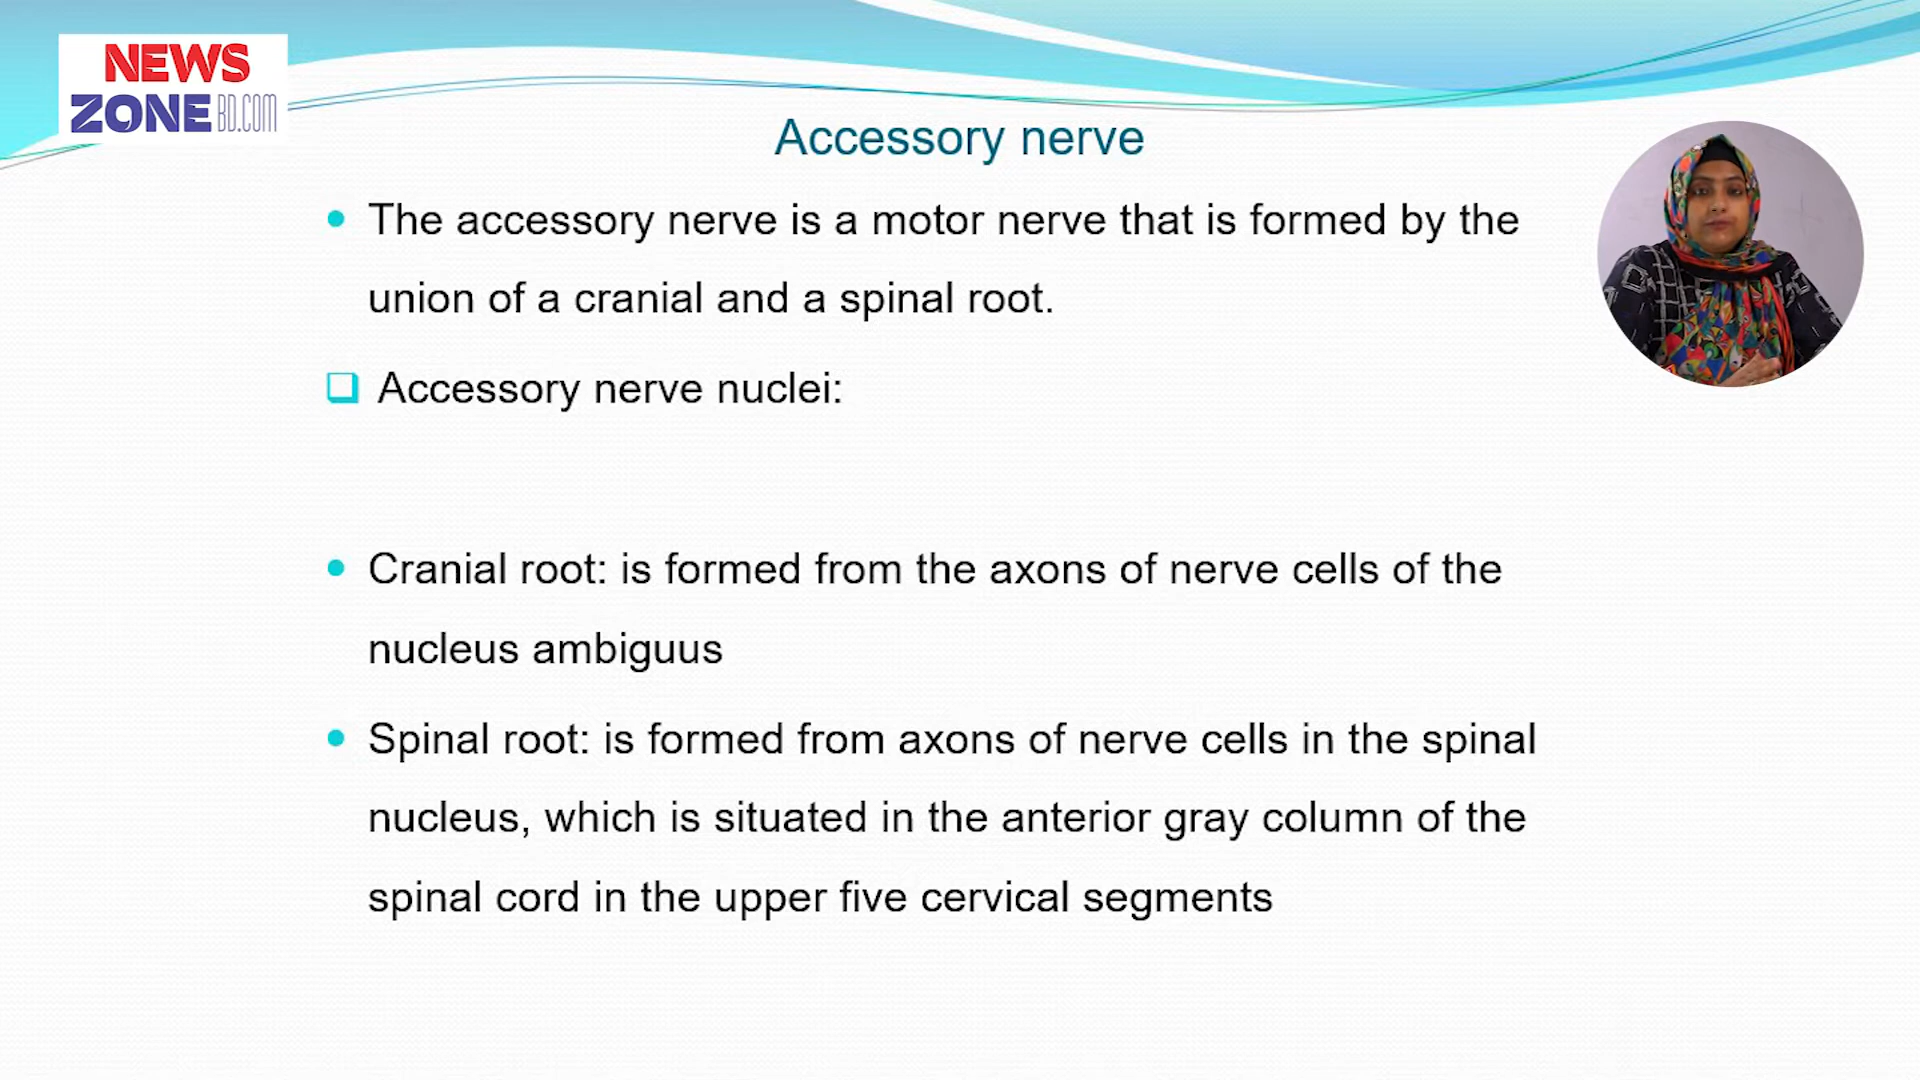 NEWS
ZONE BD.COM
Accessory nerve
The accessory nerve is a motor nerve that is formed by the
union of a cranial and a spinal root.
Accessory nerve nuclei:
Cranial root: is formed from the axons of nerve cells of the
nucleus ambiguus
Spinal root: is formed from axons of nerve cells in the spinal
nucleus, which is situated in the anterior gray column of the
spinal cord in the upper five cervical segments